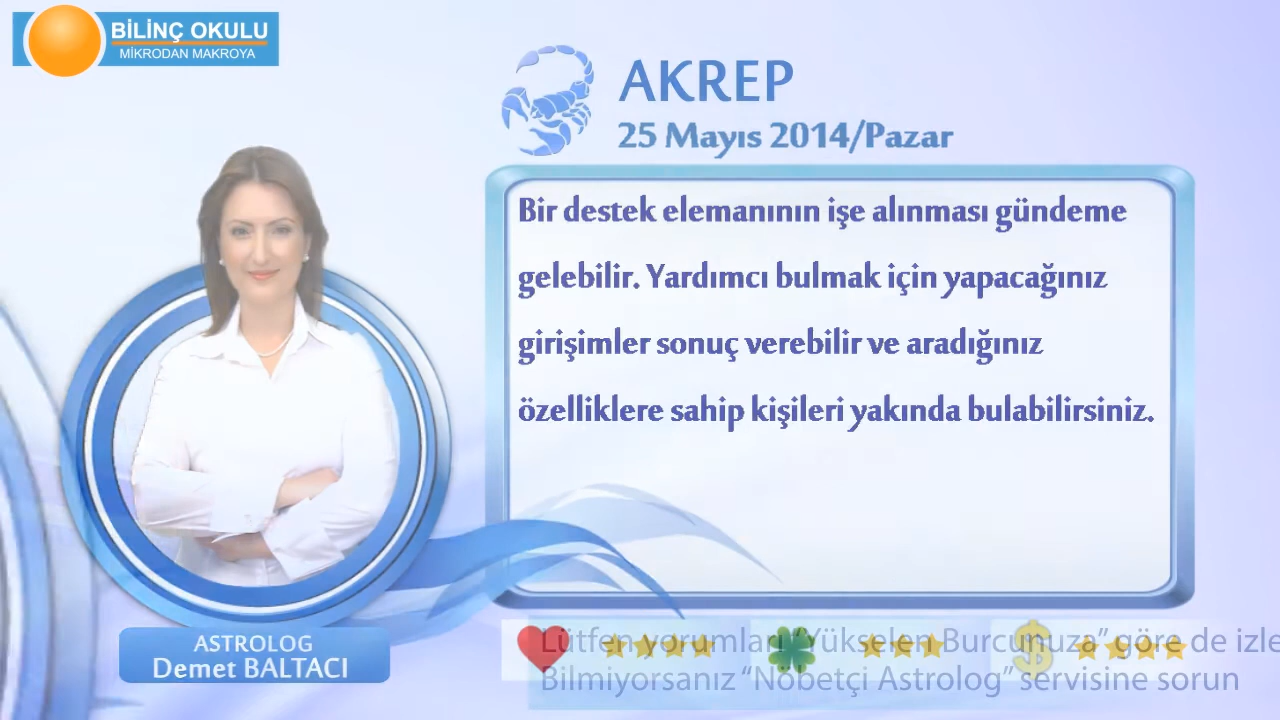 BİLİNÇ OKULU
MİKRODAN MAKROYA
AKREP
25 Mayıs 2014/Pazar
Bir destek elemanının işe alınması gündeme
gelebilir. Yardımcı bulmak için yapacağınız
girişimler sonuç verebilir ve aradığınız
özelliklere sahip kişileri yakında bulabilirsiniz.
ASTROLOG
Demet BALTACI
Lütfen yorumları "Yükselen Burcunuza" göre de izle
Bilmiyorsanız "Nöbetçi Astrolog" servisine sorun